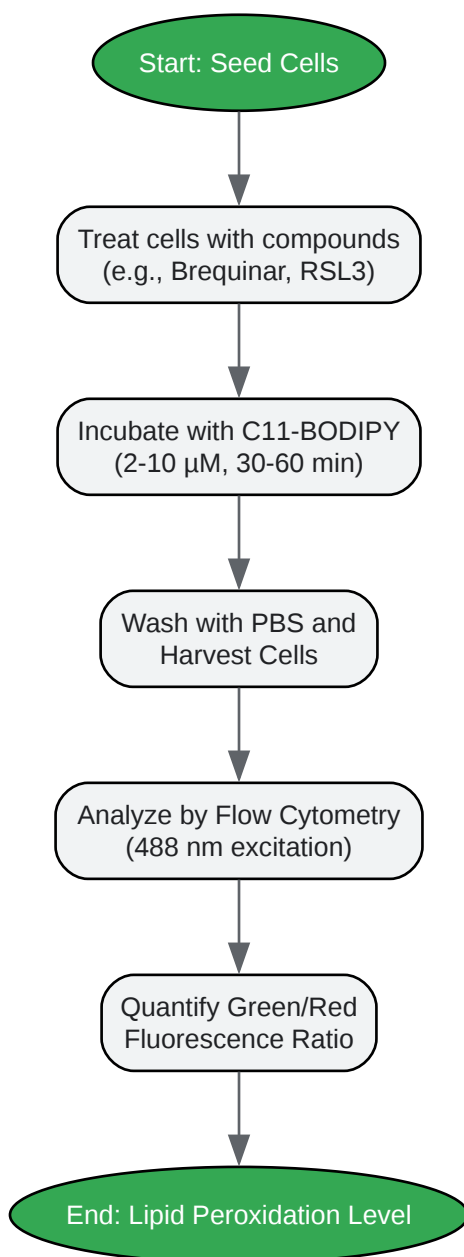 Start: Seed Cells
Treat cells with compounds
(e.g., Brequinar, RSL3)
Incubate with C11-BODIPY
(2-10 µM, 30-60 min)
Wash with PBS and
Harvest Cells
Analyze by Flow Cytometry
(488 nm excitation)
Quantify Green/Red
Fluorescence Ratio
End: Lipid Peroxidation Level